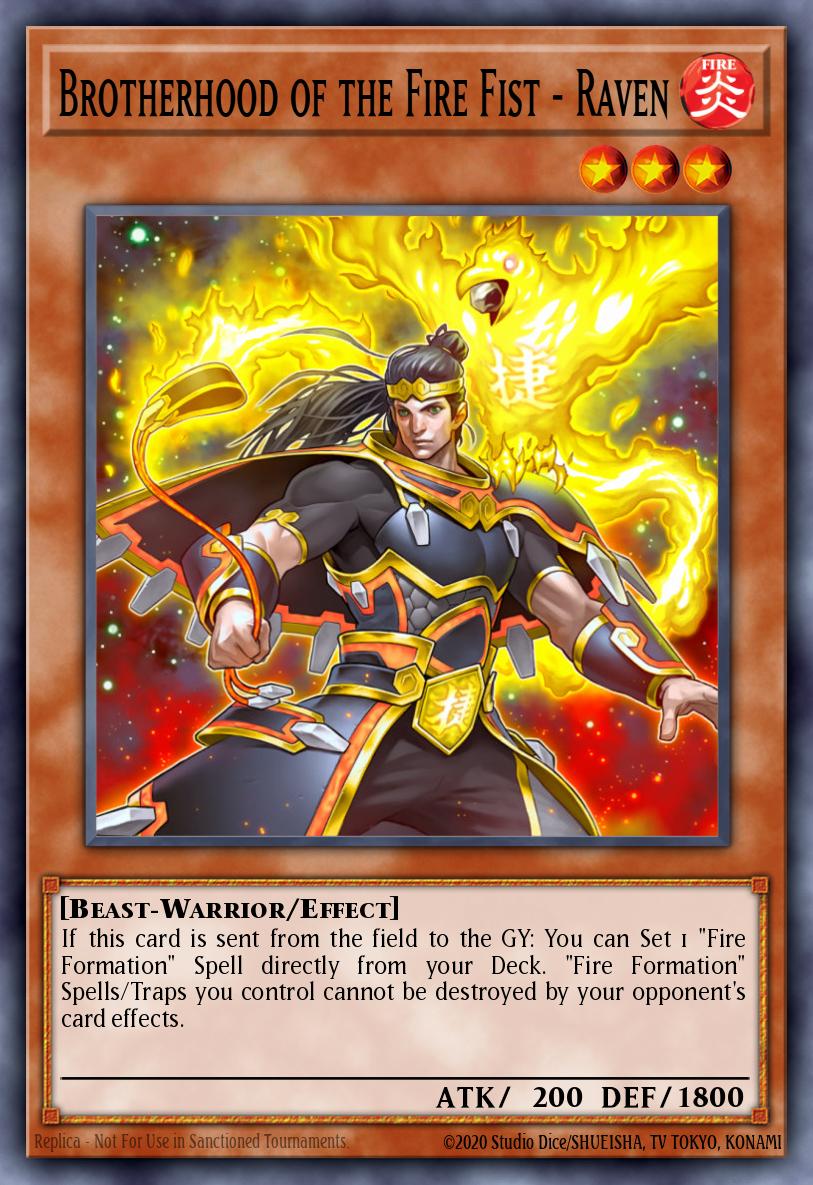 Brotherhood of the Fire Fist - Raven
FIRE
炎
捷
捷
[Beast-Warrior/Effect]
If this card is sent from the field to the GY: You can Set 1 "Fire
Formation" Spell directly from your Deck. "Fire Formation"
Spells/Traps you control cannot be destroyed by your opponent's
card effects.
ATK/ 200 DEF/1800
Replica - Not For Use in Sanctioned Tournaments.
©2020 Studio Dice/SHUEISHA, TV TOKYO, KONAMI